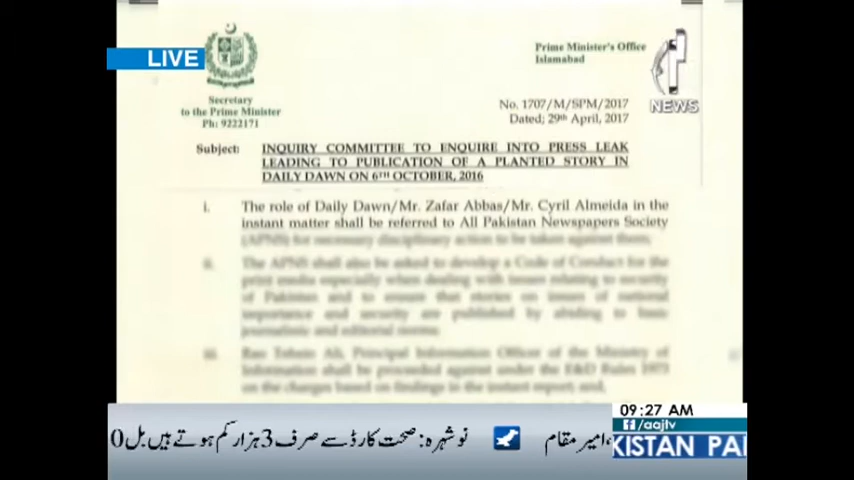 LIVE
Prime Minister's Office
Islamabad
NEWS
Secretary
to the Prime Minister
Ph: 9222171
No. 1707/M/SPM/2017
Dated; 29th April, 2017
Subject: INQUIRY COMMITTEE TO ENQUIRE INTO PRESS LEAK
LEADING TO PUBLICATION OF A PLANTED STORY IN
DAILY DAWN ON 6TH OCTOBER, 2016
i. The role of Daily Dawn/Mr. Zafar Abbas/Mr. Cyril Almeida in the
instant matter shall be referred to All Pakistan Newspapers Society
(APNS) for necessary disciplinary action to be taken against them;
ii. The APNS shall also be asked to develop a Code of Conduct for the
print media especially when dealing with issues relating to security
of Pakistan and to ensure that stories on issues of national
importance and security are published by abiding to basic
journalistic and editorial norms.
iii. Rao Tehsin Ali, Principal Information Officer of the Ministry of
Information shall be proceeded against under the E&D Rules 1973
on the charges based on findings in the instant report; and,
09:27 AM
/aajtv
KISTAN PA
امیر مقام
نوشہرہ: صحت کارڈ سے صرف 3 ہزار کم ہوتے ہیں بل 0